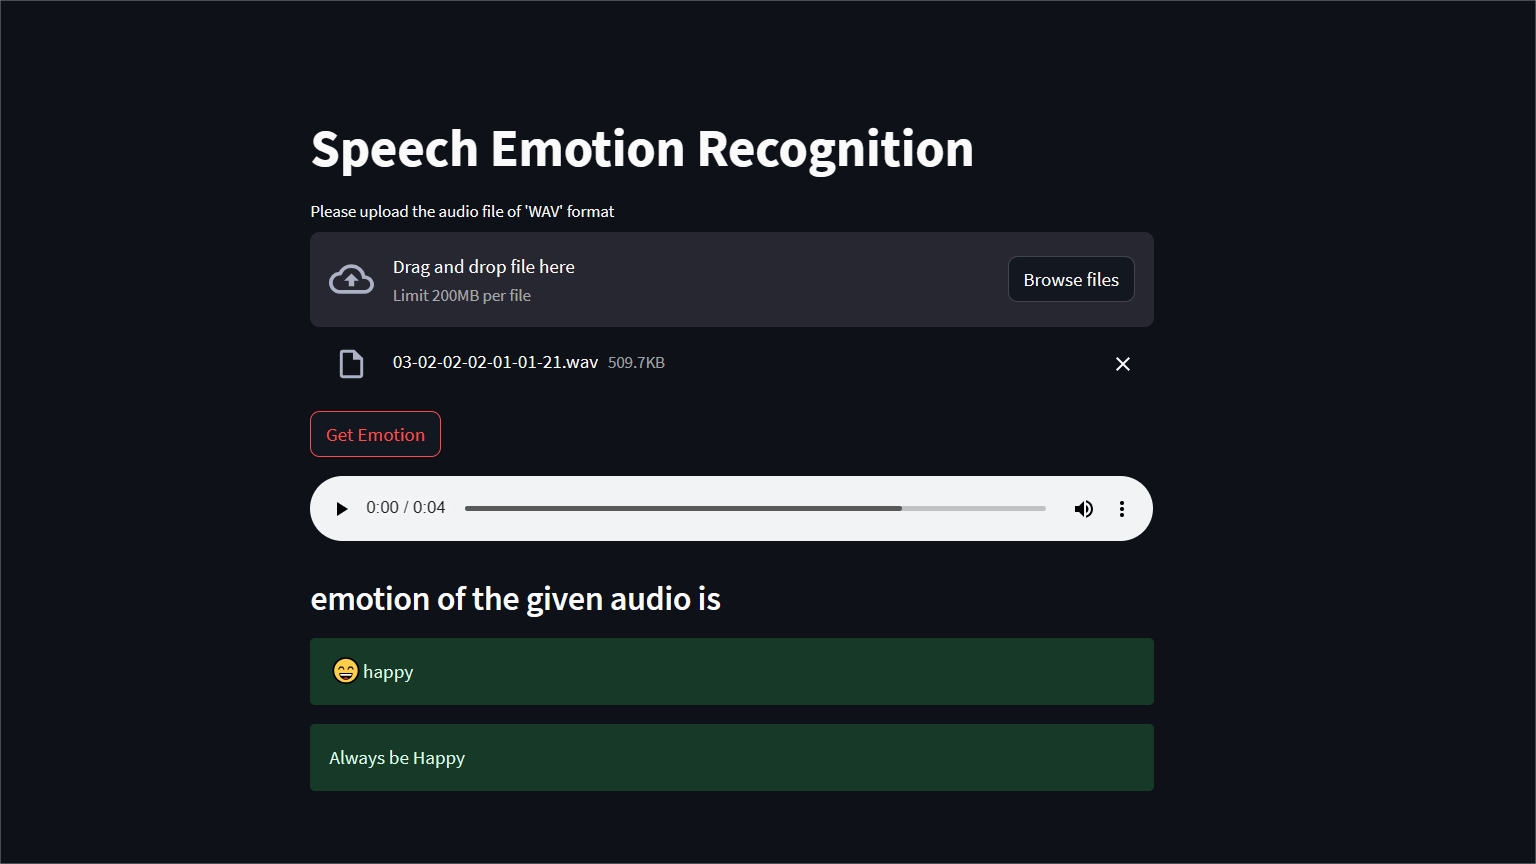 Speech Emotion Recognition
Please upload the audio file of 'WAV' format
Drag and drop file here
Limit 200MB per file
Browse files
03-02-02-02-01-01-21.wav 509.7KB
Get Emotion
0:00 / 0:04
emotion of the given audio is
😄 happy
Always be Happy